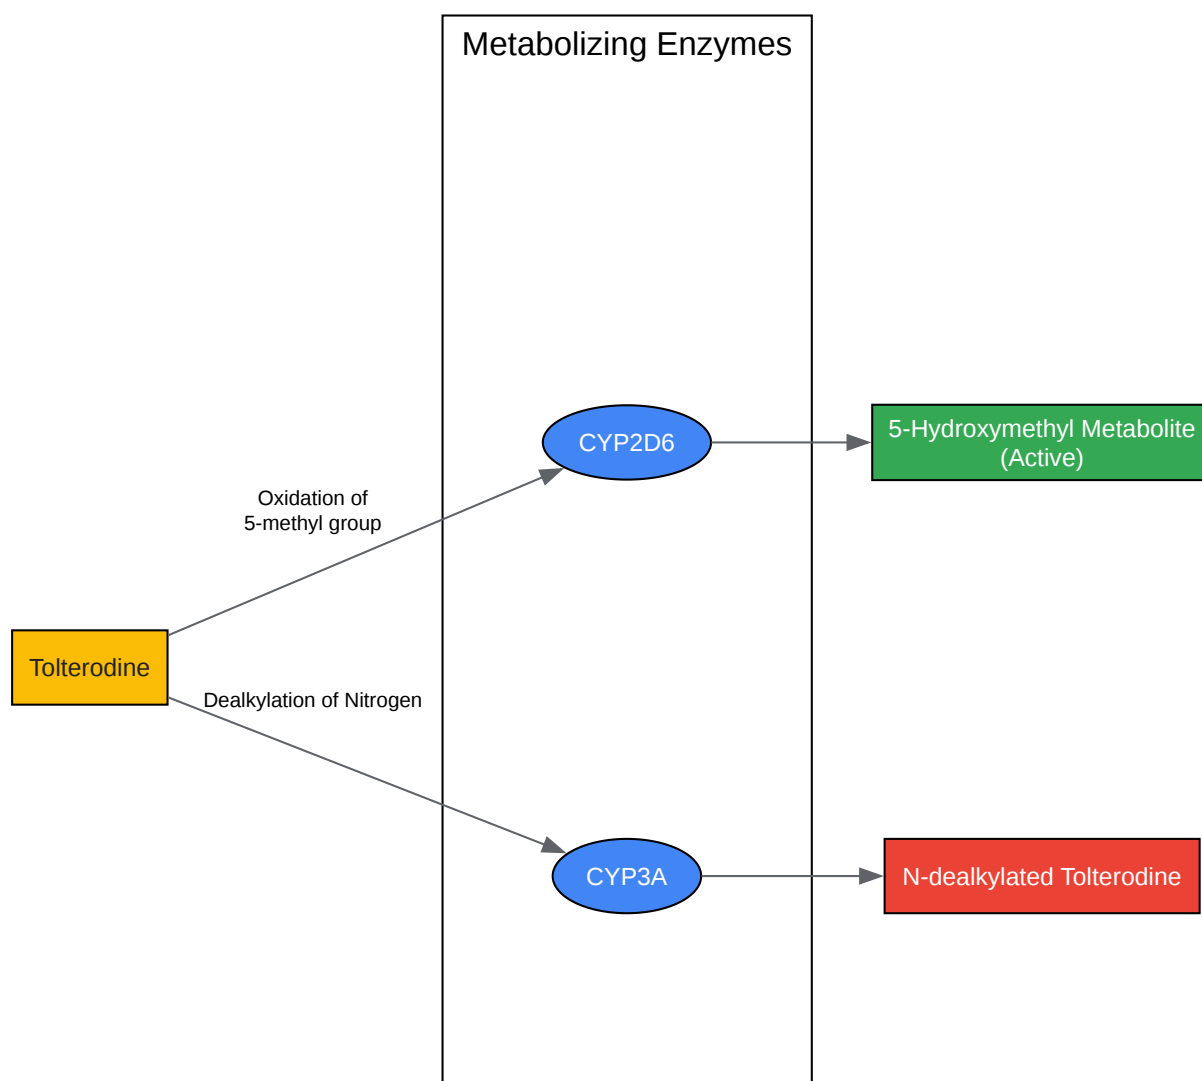 Metabolizing Enzymes
CYP2D6
5-Hydroxymethyl Metabolite
(Active)
Oxidation of
5-methyl group
Tolterodine
Dealkylation of Nitrogen
CYP3A
N-dealkylated Tolterodine